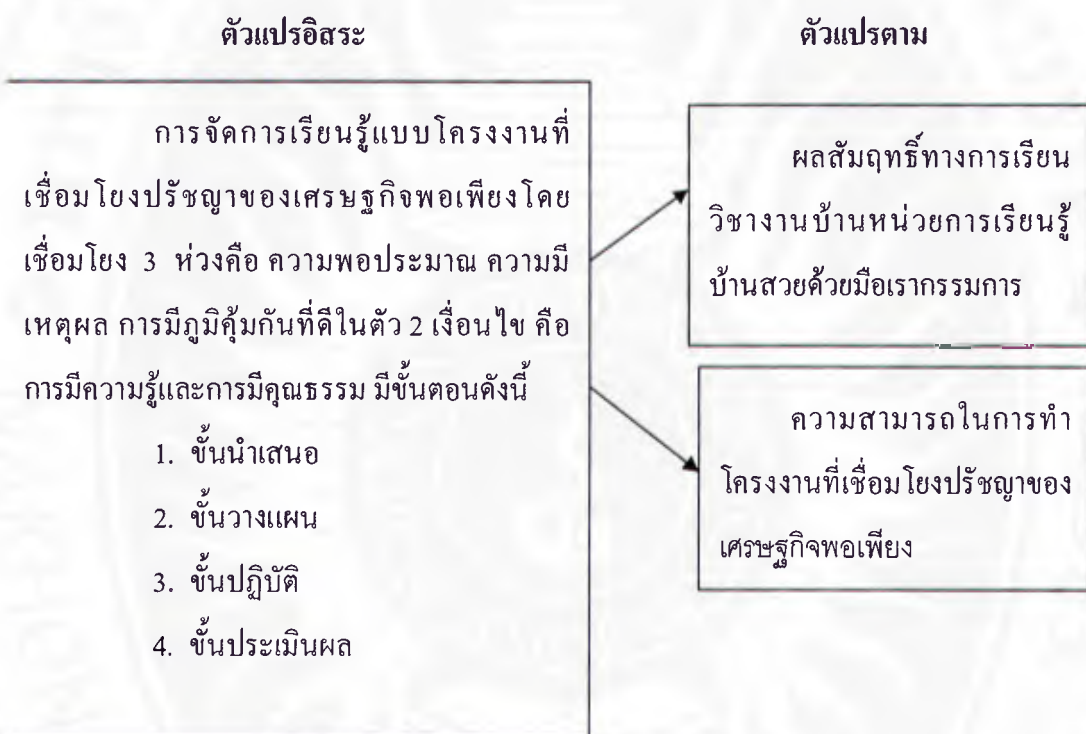 ตัวแปรอิสระ
ตัวแปรตาม
การจัดการเรียนรู้แบบโครงงานที่
เชื่อมโยงปรัชญาของเศรษฐกิจพอเพียงโดย
เชื่อมโยง 3 ห่วงคือ ความพอประมาณ ความมี
เหตุผล การมีภูมิคุ้มกันที่ดีในตัว 2 เงื่อนไข คือ
การมีความรู้และการมีคุณธรรม มีขั้นตอนดังนี้
1. ขั้นนำเสนอ
2. ขั้นวางแผน
3. ขั้นปฏิบัติ
4. ขั้นประเมินผล
ผลสัมฤทธิ์ทางการเรียน
วิชางานบ้านหน่วยการเรียนรู้
บ้านสวยด้วยมือเรากรรมการ
ความสามารถในการทำ
โครงงานที่เชื่อมโยงปรัชญาของ
เศรษฐกิจพอเพียง